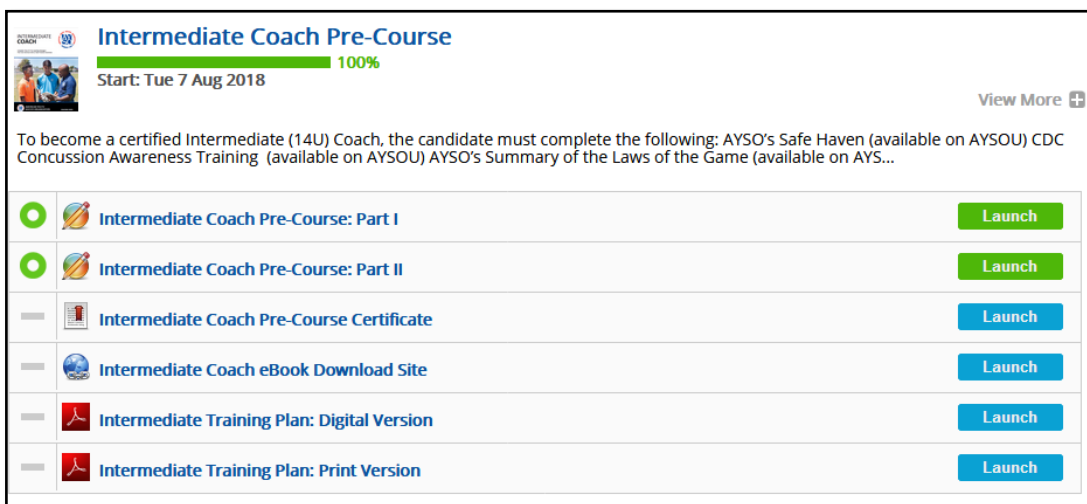 INTERMEDIATE
COACH
Intermediate Coach Pre-Course
100%
Start: Tue 7 Aug 2018
View More
To become a certified Intermediate (14U) Coach, the candidate must complete the following: AYSO’s Safe Haven (available on AYSOU) CDC
Concussion Awareness Training (available on AYSOU) AYSO’s Summary of the Laws of the Game (available on AYS...
Intermediate Coach Pre-Course: Part I
Launch
Intermediate Coach Pre-Course: Part II
Launch
Intermediate Coach Pre-Course Certificate
Launch
Intermediate Coach eBook Download Site
Launch
Intermediate Training Plan: Digital Version
Launch
Intermediate Training Plan: Print Version
Launch